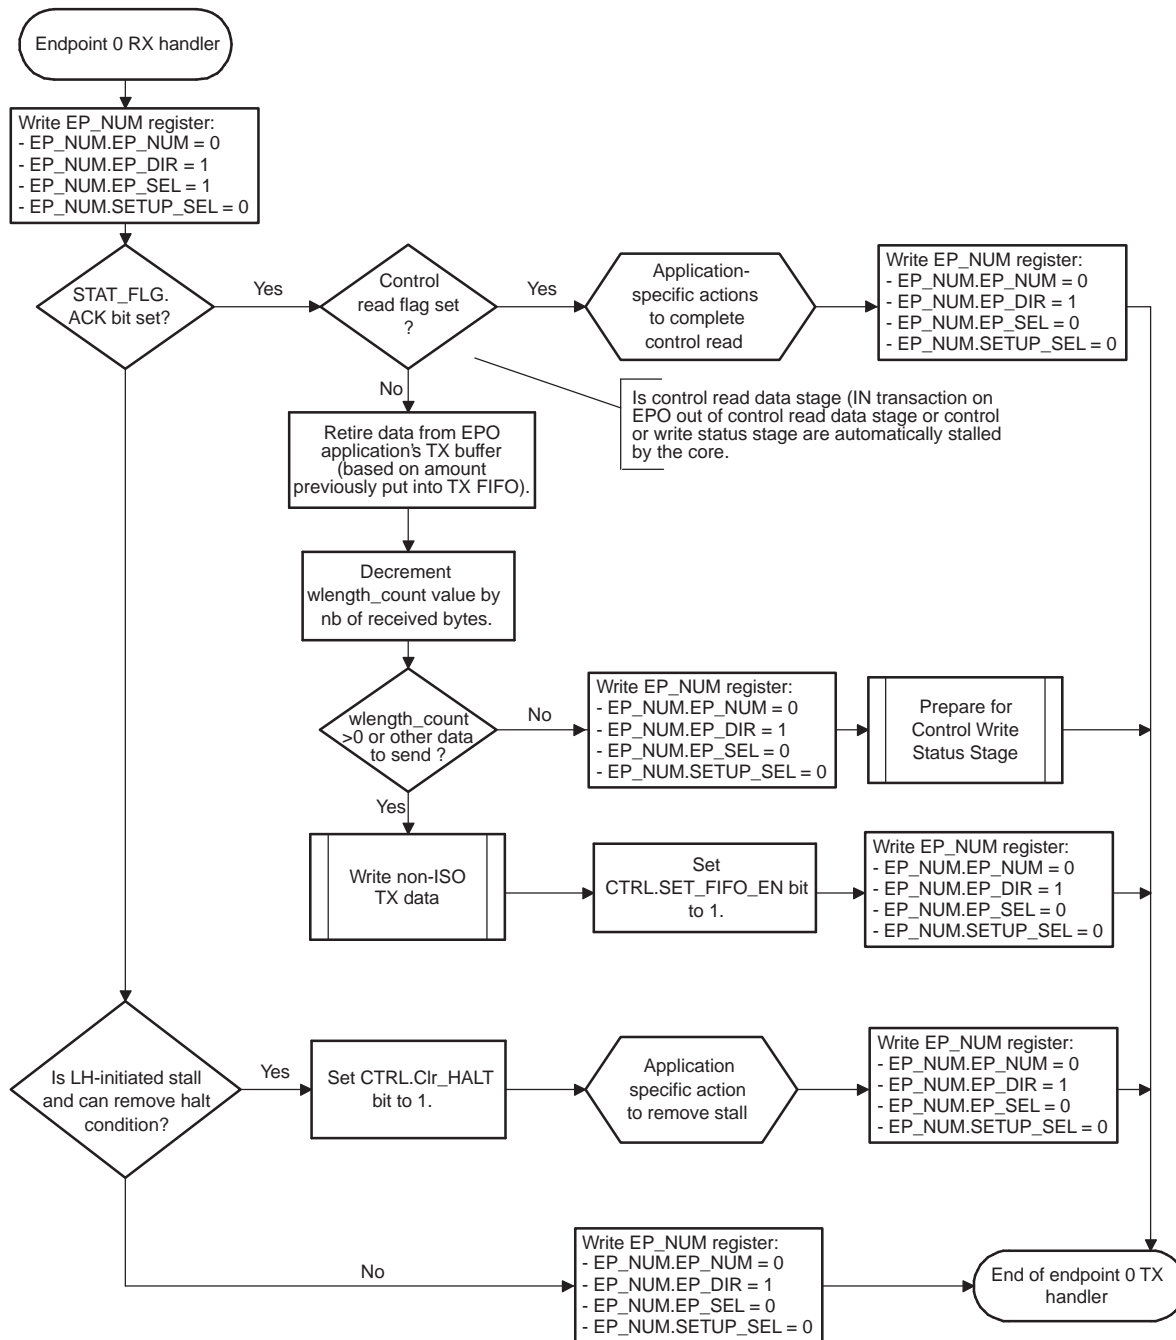 Endpoint 0 RX handler
Write EP_NUM register:
- EP_NUM.EP_NUM = 0
- EP_NUM.EP_DIR = 1
- EP_NUM.EP_SEL = 1
- EP_NUM.SETUP_SEL = 0
STAT_FLG.
ACK bit set?
Yes
Control
read flag set
?
Yes
Application-
specific actions
to complete
control read
Write EP_NUM register:
- EP_NUM.EP_NUM = 0
- EP_NUM.EP_DIR = 1
- EP_NUM.EP_SEL = 0
- EP_NUM.SETUP_SEL = 0
No
Is control read data stage (IN transaction on
EPO out of control read data stage or control
or write status stage are automatically stalled
by the core.
Retire data from EPO
application's TX buffer
(based on amount
previously put into TX FIFO).
Decrement
wlength_count value by
nb of received bytes.
wlength_count
>0 or other data
to send ?
No
Write EP_NUM register:
- EP_NUM.EP_NUM = 0
- EP_NUM.EP_DIR = 1
- EP_NUM.EP_SEL = 0
- EP_NUM.SETUP_SEL = 0
Prepare for
Control Write
Status Stage
Yes
Write non-ISO
TX data
Set
CTRL.SET_FIFO_EN bit
to 1.
Write EP_NUM register:
- EP_NUM.EP_NUM = 0
- EP_NUM.EP_DIR = 1
- EP_NUM.EP_SEL = 0
- EP_NUM.SETUP_SEL = 0
Is LH-initiated stall
and can remove halt
condition?
Yes
Set CTRL.Clr_HALT
bit to 1.
Application
specific action
to remove stall
Write EP_NUM register:
- EP_NUM.EP_NUM = 0
- EP_NUM.EP_DIR = 1
- EP_NUM.EP_SEL = 0
- EP_NUM.SETUP_SEL = 0
No
Write EP_NUM register:
- EP_NUM.EP_NUM = 0
- EP_NUM.EP_DIR = 1
- EP_NUM.EP_SEL = 0
- EP_NUM.SETUP_SEL = 0
End of endpoint 0 TX
handler